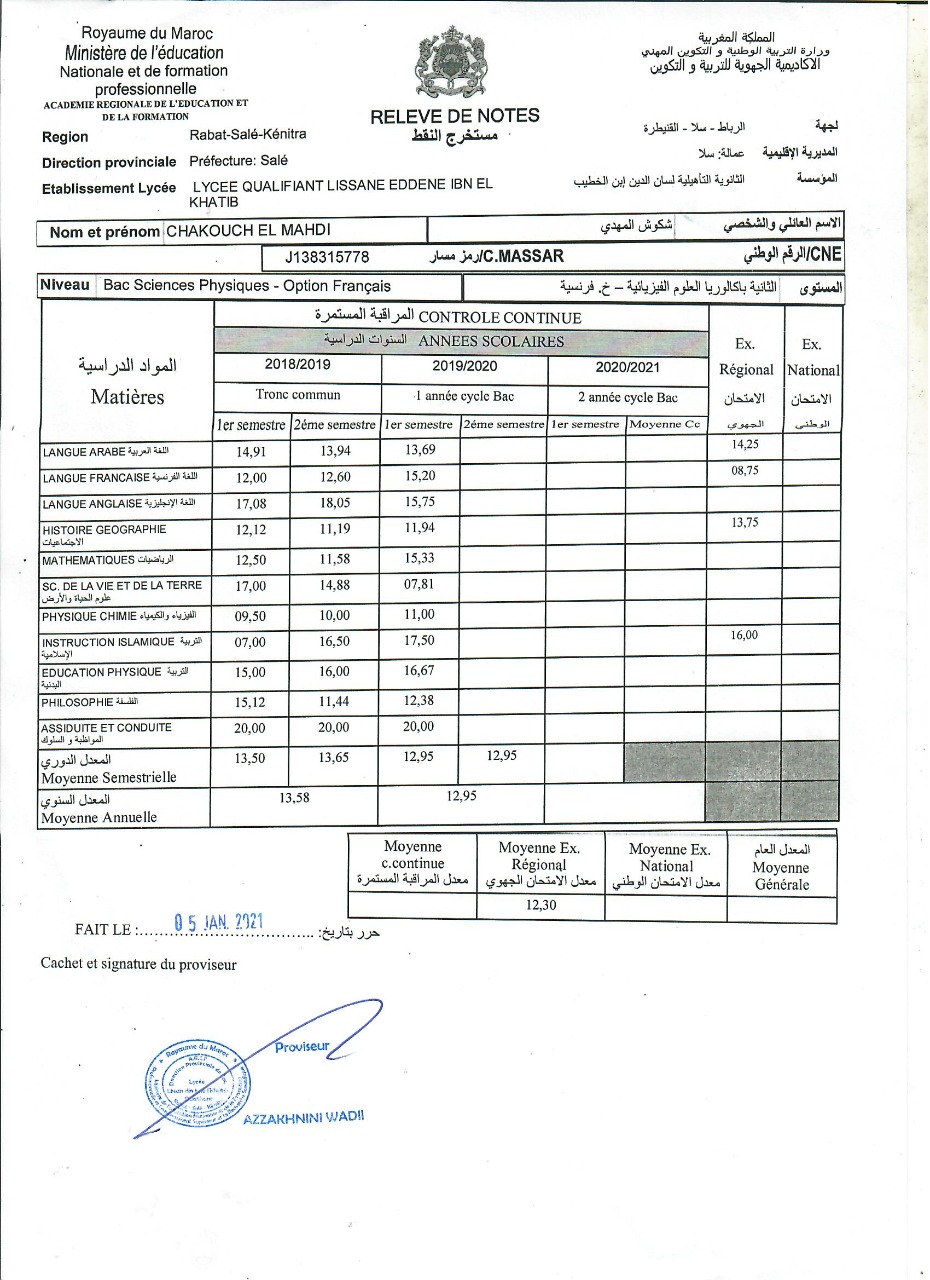 Royaume du Maroc
Ministère de l'éducation
Nationale et de formation
professionnelle
ACADEMIE REGIONALE DE L'EDUCATION ET
DE LA FORMATION
المملكة المغربية
وزارة التربية الوطنية و التكوين المهني
الاكاديمية الجهوية للتربية و التكوين
RELEVE DE NOTES
مستخرج النقط
Region Rabat-Salé-Kénitra
الرباط - سلا - القنيطرة جهة
Direction provinciale Préfecture: Salé
عمالة: سلا المديرية الإقليمية
Etablissement Lycée LYCEE QUALIFIANT LISSANE EDDENE IBN EL
KHATIB
الثانوية التأهيلية لسان الدين إبن الخطيب المؤسسة
Nom et prénom CHAKOUCH EL MAHDI شكوش المهدي الاسم العائلي والشخصي
J138315778 رمز مسار/C.MASSAR الرقم الوطني/CNE
Niveau Bac Sciences Physiques - Option Français الثانية باكالوريا العلوم الفيزيائية – خ. فرنسية المستوى
المواد الدراسية
Matières
المراقبة المستمرة CONTROLE CONTINUE
السنوات الدراسية ANNEES SCOLAIRES
2018/2019 2019/2020 2020/2021
Tronc commun 1 année cycle Bac 2 année cycle Bac
1er semestre 2éme semestre 1er semestre 2éme semestre 1er semestre Moyenne Cc
Ex.
Régional
الامتحان
الجهوي
Ex.
National
الامتحان
الوطني
LANGUE ARABE اللغة العربية 14,91 13,94 13,69 14,25
LANGUE FRANCAISE اللغة الفرنسية 12,00 12,60 15,20 08,75
LANGUE ANGLAISE اللغة الإنجليزية 17,08 18,05 15,75
HISTOIRE GEOGRAPHIE 12,12 11,19 11,94 13,75
الاجتماعيات
MATHEMATIQUES الرياضيات 12,50 11,58 15,33
SC. DE LA VIE ET DE LA TERRE 17,00 14,88 07,81
علوم الحياة والأرض
PHYSIQUE CHIMIE الفيزياء والكيمياء 09,50 10,00 11,00
INSTRUCTION ISLAMIQUE التربية 07,00 16,50 17,50 16,00
الإسلامية
EDUCATION PHYSIQUE التربية 15,00 16,00 16,67
البدنية
PHILOSOPHIE الفلسفة 15,12 11,44 12,38
ASSIDUITE ET CONDUITE 20,00 20,00 20,00
المواظبة و السلوك
المعدل الدوري
Moyenne Semestrielle 13,50 13,65 12,95 12,95
المعدل السنوي
Moyenne Annuelle 13,58 12,95
Moyenne
c.continue
معدل المراقبة المستمرة
Moyenne Ex.
Régional
معدل الامتحان الجهوي
Moyenne Ex.
National
معدل الامتحان الوطني
المعدل العام
Moyenne
Générale
12,30
FAIT LE :.... 05 JAN. 2021 .... حرر بتاريخ:
Cachet et signature du proviseur
Royaume du Maroc
Lycée
Proviseur
AZZAKHNINI WADII